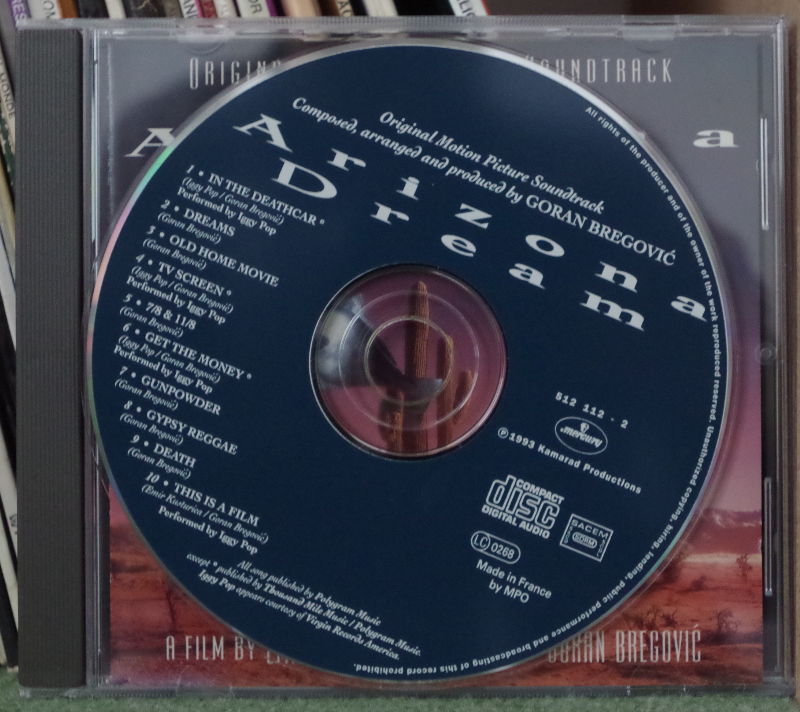 SOUNDTRACK
Original Motion Picture Soundtrack
Composed, arranged and produced by GORAN BREGOVIĆ
Arizona
Dream
a
1 • IN THE DEATHCAR *
(Iggy Pop / Goran Bregović)
Performed by Iggy Pop
2 • DREAMS
(Goran Bregović)
3 • OLD HOME MOVIE
(Goran Bregović)
4 • TV SCREEN *
(Iggy Pop / Goran Bregović)
Performed by Iggy Pop
5 • 7/8 & 11/8
(Goran Bregović)
6 • GET THE MONEY *
(Iggy Pop / Goran Bregović)
Performed by Iggy Pop
7 • GUNPOWDER
(Goran Bregović)
8 • GYPSY REGGAE
(Goran Bregović)
9 • DEATH
(Goran Bregović)
10 • THIS IS A FILM
(Emir Kusturica / Goran Bregović)
Performed by Iggy Pop
All song published by Polygram Music
except * published by Thousand Mile Music / Polygram Music.
Iggy Pop appears courtesy of Virgin Records America.
512 112 - 2
mercury
℗ 1993 Kamarad Productions
COMPACT
disc
DIGITAL AUDIO
SACEM
SDRM
LC 0268
Made in France
by MPO
All rights of the producer and of the owner of the work reproduced reserved. Unauthorized copying, hiring, lending, public performance and broadcasting of this record prohibited.
A FILM BY
GORAN BREGOVIĆ